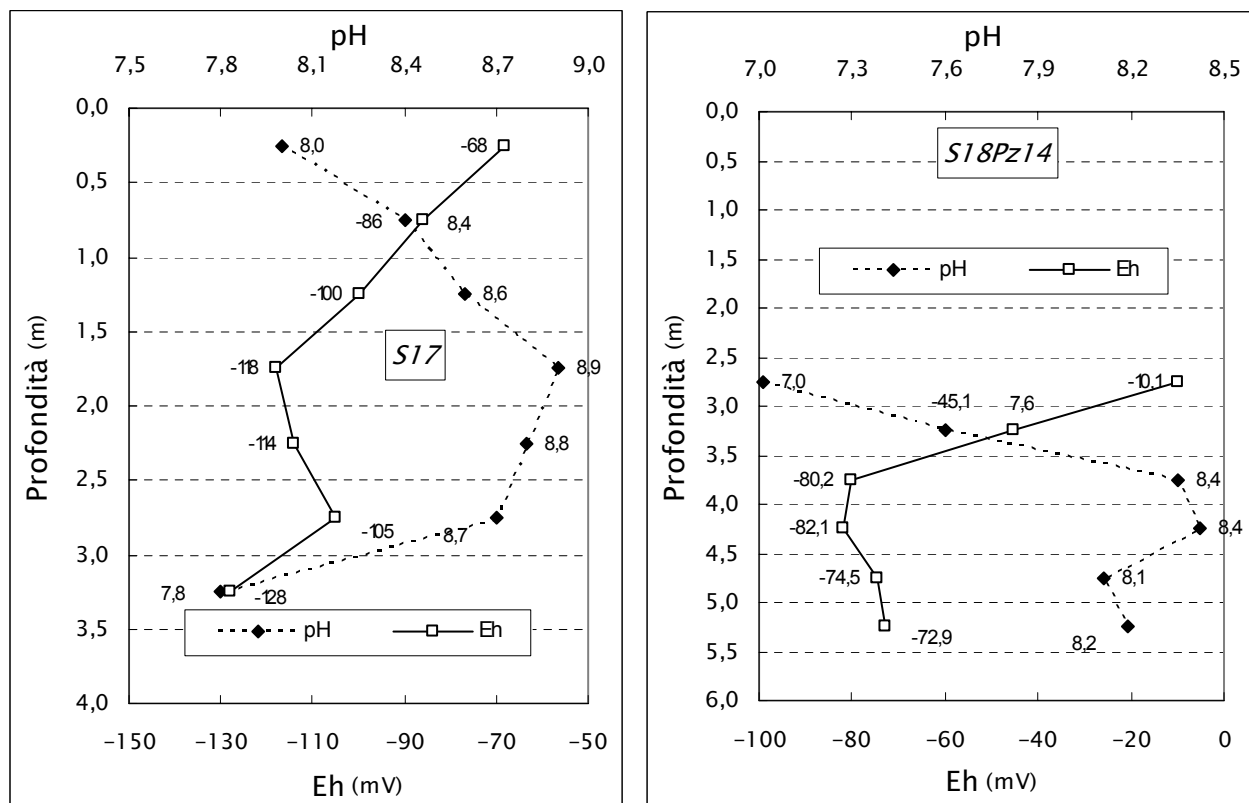 pH
7,5 7,8 8,1 8,4 8,7 9,0
0,0
8,0 -68
0,5
-86 8,4
1,0
-100 8,6
1,5
S17
-118 8,9
2,0
-114 8,8
2,5
-105 8,7
3,0
7,8 -128
pH Eh
3,5
4,0
Profondità (m)
-150 -130 -110 -90 -70 -50
Eh (mV)
pH
7,0 7,3 7,6 7,9 8,2 8,5
0,0
S18Pz14
0,5
1,0
1,5
pH Eh
2,0
2,5
7,0 -10,1
3,0
-45,1 7,6
3,5
-80,2 8,4
4,0
-82,1 8,4
4,5
-74,5 8,1
5,0
-72,9 8,2
5,5
6,0
Profondità (m)
-100 -80 -60 -40 -20 0
Eh (mV)